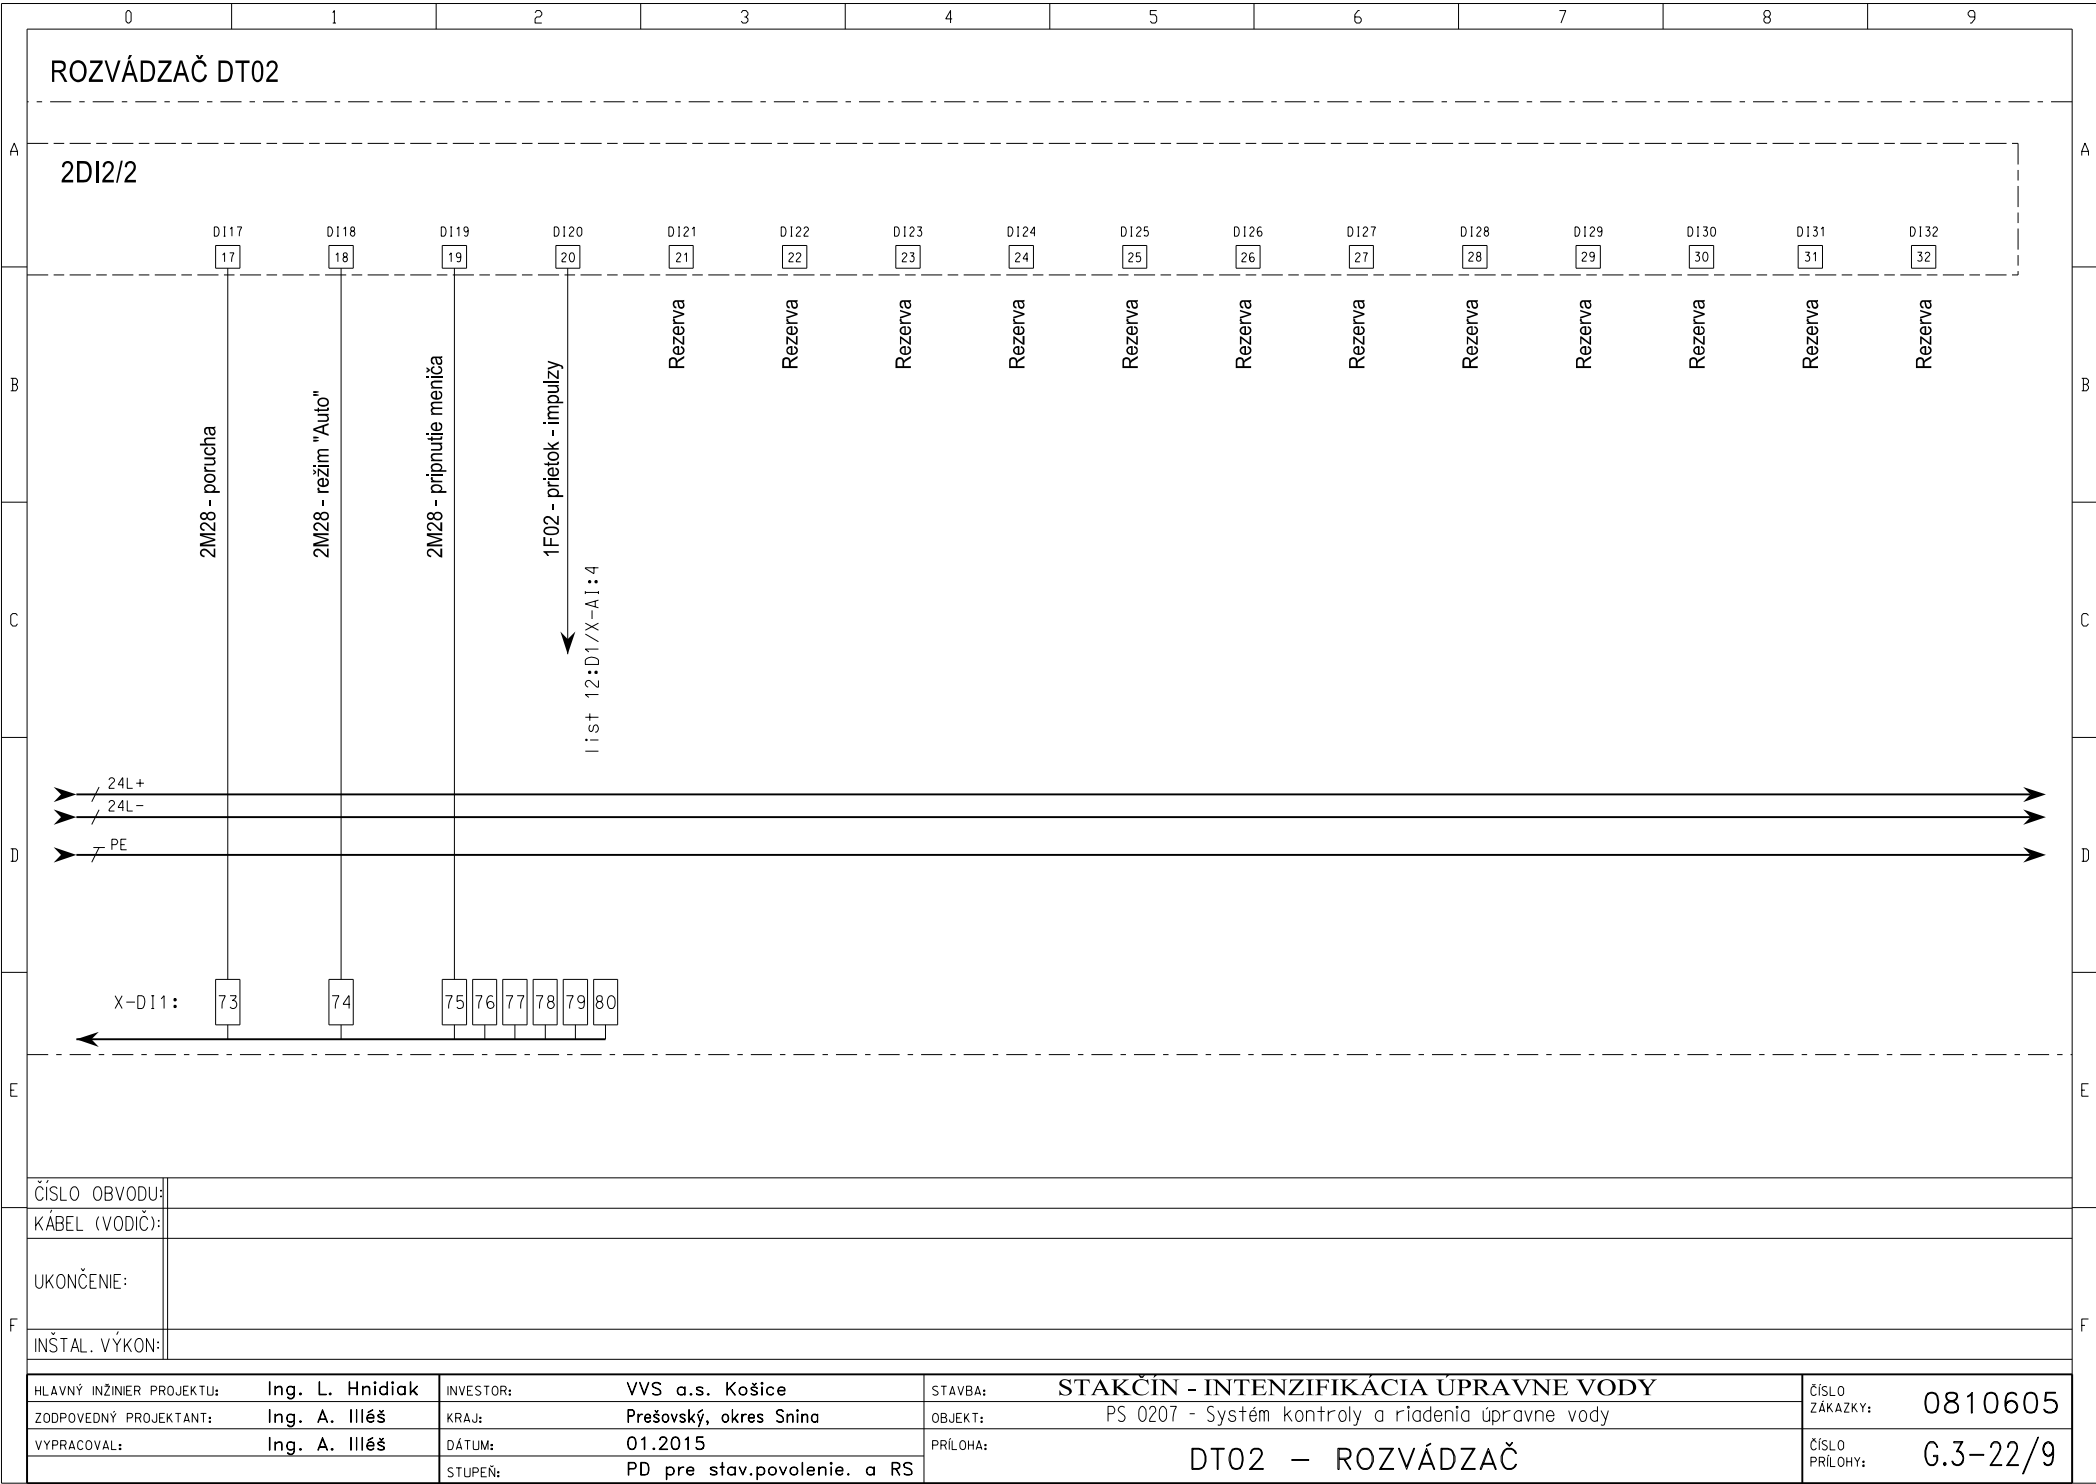 0 1 2 3 4 5 6 7 8 9
ROZVÁDZAČ DT02
A A
2DI2/2
DI17 DI18 DI19 DI20 DI21 DI22 DI23 DI24 DI25 DI26 DI27 DI28 DI29 DI30 DI31 DI32
17 18 19 20 21 22 23 24 25 26 27 28 29 30 31 32
2M28 - porucha
2M28 - režim "Auto"
2M28 - pripnutie meniča
1F02 - prietok - impulzy
list 12:D1/X-AI:4
Rezerva
Rezerva
Rezerva
Rezerva
Rezerva
Rezerva
Rezerva
Rezerva
Rezerva
Rezerva
Rezerva
Rezerva
B B
C C
24L+
24L-
PE
D D
X-DI1: 73 74 75 76 77 78 79 80
E E
ČÍSLO OBVODU:
KÁBEL (VODIČ):
UKONČENIE:
F F
INŠTAL. VÝKON:
HLAVNÝ INŽINIER PROJEKTU: Ing. L. Hnidiak
ZODPOVEDNÝ PROJEKTANT: Ing. A. Illéš
VYPRACOVAL: Ing. A. Illéš
INVESTOR: VVS a.s. Košice
KRAJ: Prešovský, okres Snina
DÁTUM: 01.2015
STUPEŇ: PD pre stav.povolenie. a RS
STAVBA: STAKČÍN - INTENZIFIKÁCIA ÚPRAVNE VODY
OBJEKT: PS 0207 - Systém kontroly a riadenia úpravne vody
PRÍLOHA: DT02 – ROZVÁDZAČ
ČÍSLO
ZÁKAZKY: 0810605
ČÍSLO
PRÍLOHY: G.3-22/9